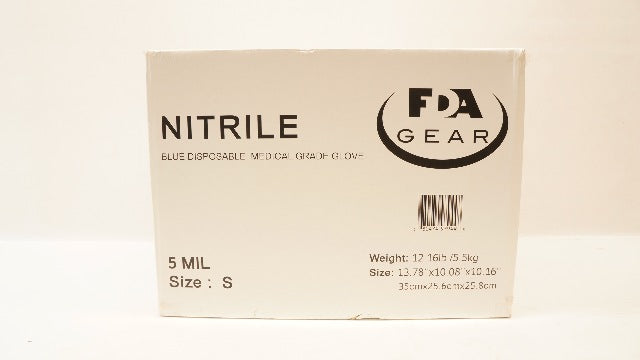 NITRILE
BLUE DISPOSABLE MEDICAL GRADE GLOVE
FDA
GEAR
5 MIL
Size : S
Weight: 12.16lb /5.5kg
Size: 13.78"x10.08"x10.16"
35cmx25.6cmx25.8cm